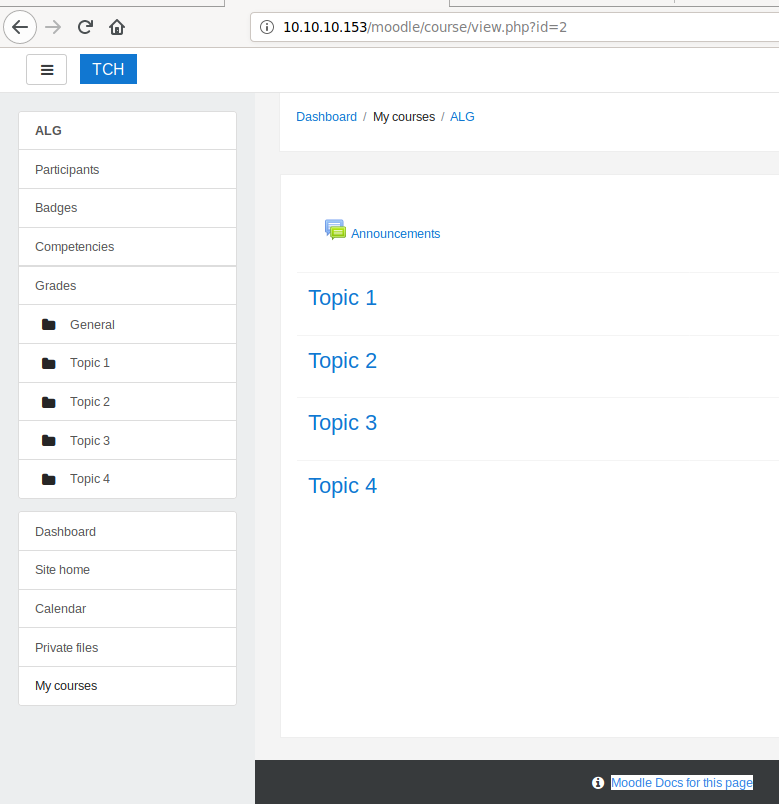 10.10.10.153/moodle/course/view.php?id=2
TCH
ALG
Participants
Badges
Competencies
Grades
General
Topic 1
Topic 2
Topic 3
Topic 4
Dashboard
Site home
Calendar
Private files
My courses
Dashboard / My courses / ALG
Announcements
Topic 1
Topic 2
Topic 3
Topic 4
Moodle Docs for this page